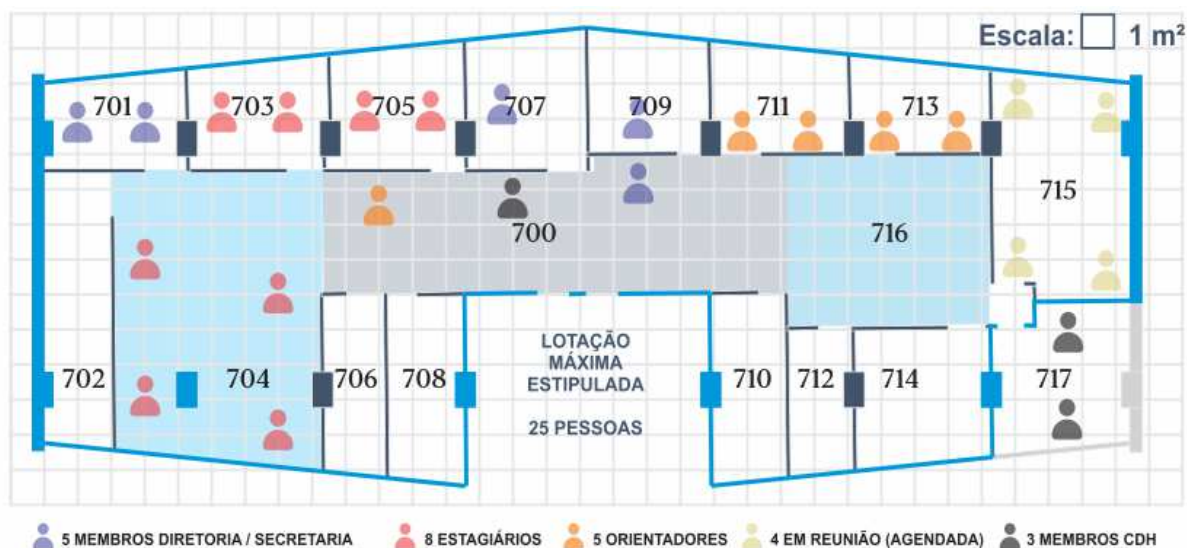 Escala: 1 m²
701
703
705
707
709
711
713
715
700
716
702
704
706
708
LOTAÇÃO
MÁXIMA
ESTIPULADA
25 PESSOAS
710
712
714
717
5 MEMBROS DIRETORIA / SECRETARIA
8 ESTAGIÁRIOS
5 ORIENTADORES
4 EM REUNIÃO (AGENDADA)
3 MEMBROS CDH